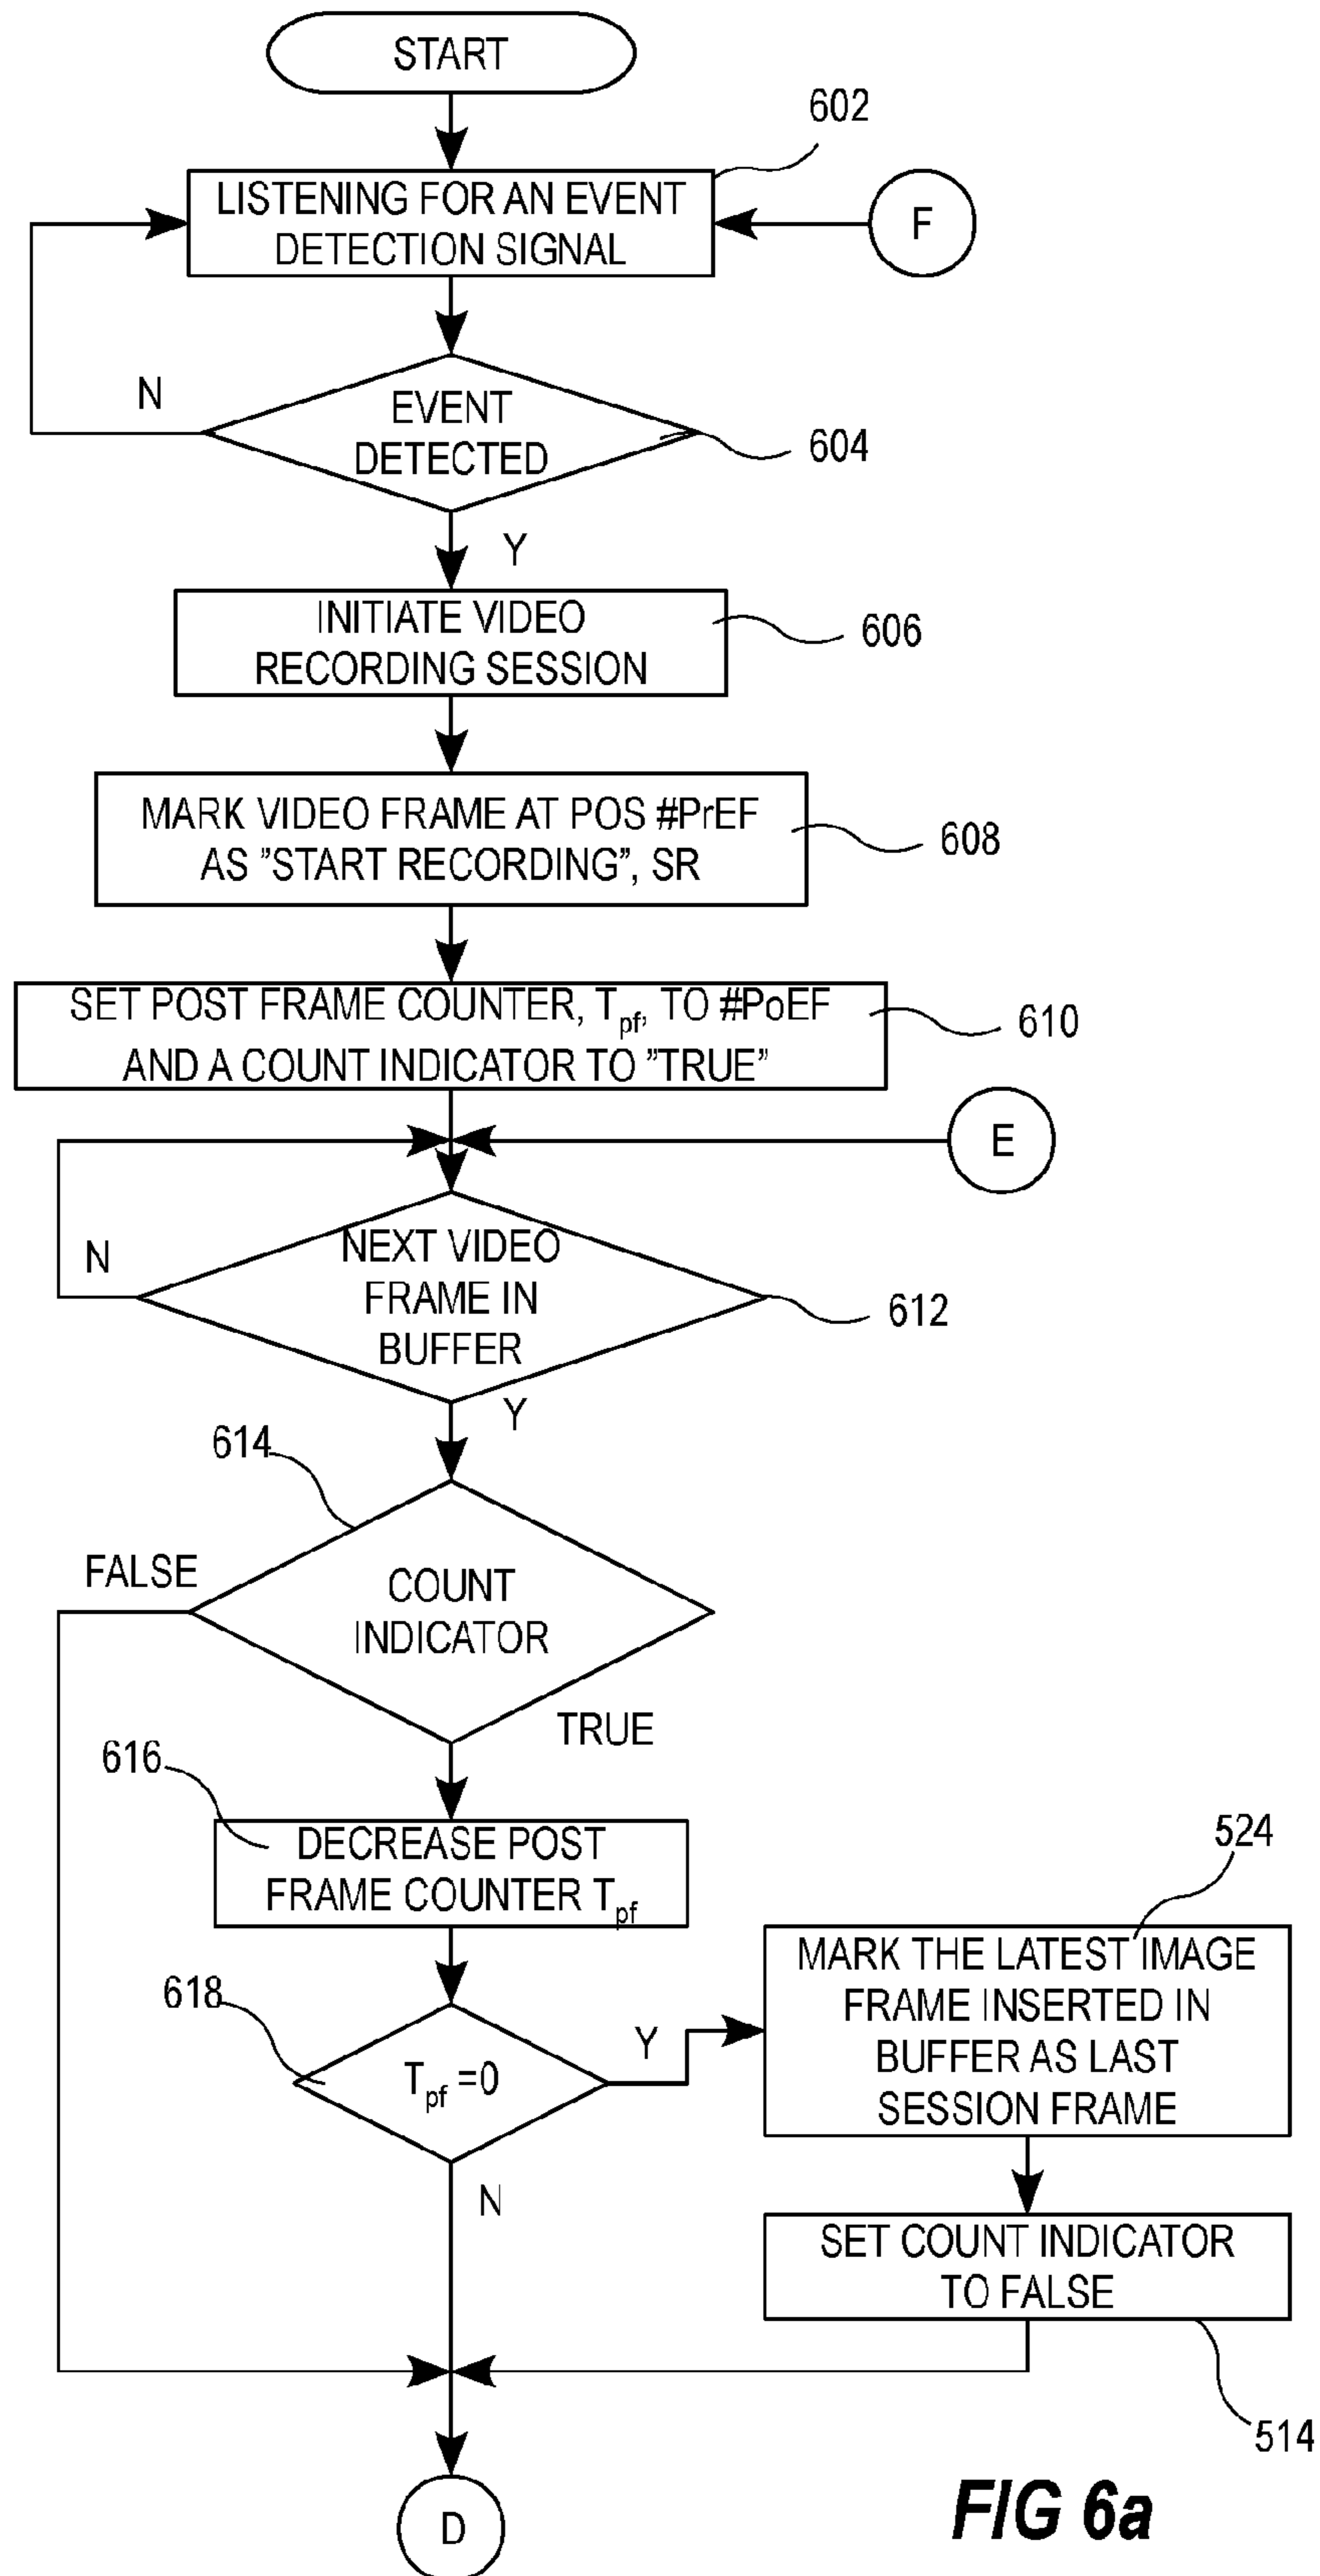 START
602
LISTENING FOR AN EVENT
DETECTION SIGNAL
F
N
EVENT
DETECTED
604
Y
INITIATE VIDEO
RECORDING SESSION
606
MARK VIDEO FRAME AT POS #PrEF
AS ”START RECORDING”, SR
608
SET POST FRAME COUNTER, Tpf, TO #PoEF
AND A COUNT INDICATOR TO ”TRUE”
610
E
N
NEXT VIDEO
FRAME IN
BUFFER
612
Y
614
FALSE
COUNT
INDICATOR
TRUE
616
DECREASE POST
FRAME COUNTER Tpf
524
MARK THE LATEST IMAGE
FRAME INSERTED IN
BUFFER AS LAST
SESSION FRAME
618
Tpf =0
Y
N
SET COUNT INDICATOR
TO FALSE
514
D
FIG 6a